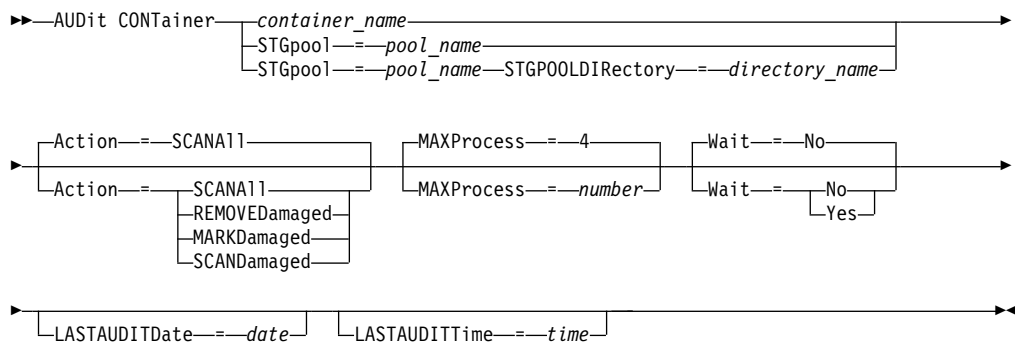 AUDit CONTainer container_name
STGpool = pool_name
STGpool = pool_name STGPOOLDIRectory = directory_name
Action = SCANAll MAXProcess = 4 Wait = No
Action = SCANAll MAXProcess = number Wait = No
REMOVEDamaged Yes
MARKDamaged
SCANDamaged
LASTAUDITDate = date LASTAUDITTime = time